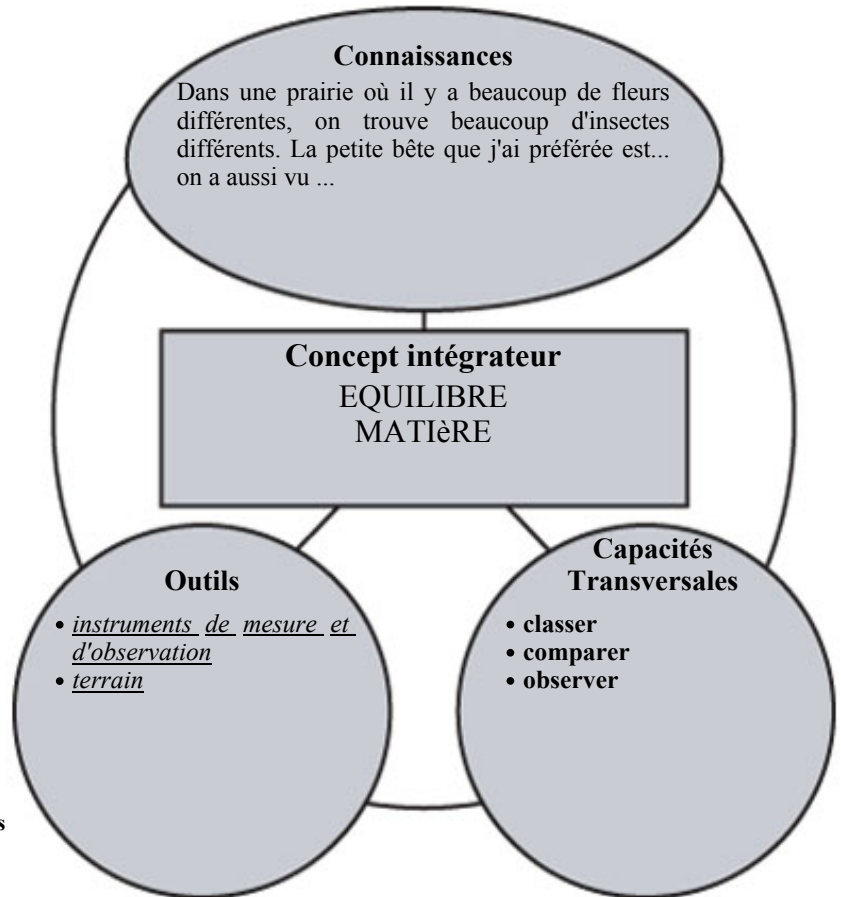 Connaissances
Dans une prairie où il y a beaucoup de fleurs
différentes, on trouve beaucoup d'insectes
différents. La petite bête que j'ai préférée est...
on a aussi vu ...
Concept intégrateur
EQUILIBRE
MATIèRE
Outils
• instruments de mesure et
d'observation
• terrain
Capacités
Transversales
• classer
• comparer
• observer
s